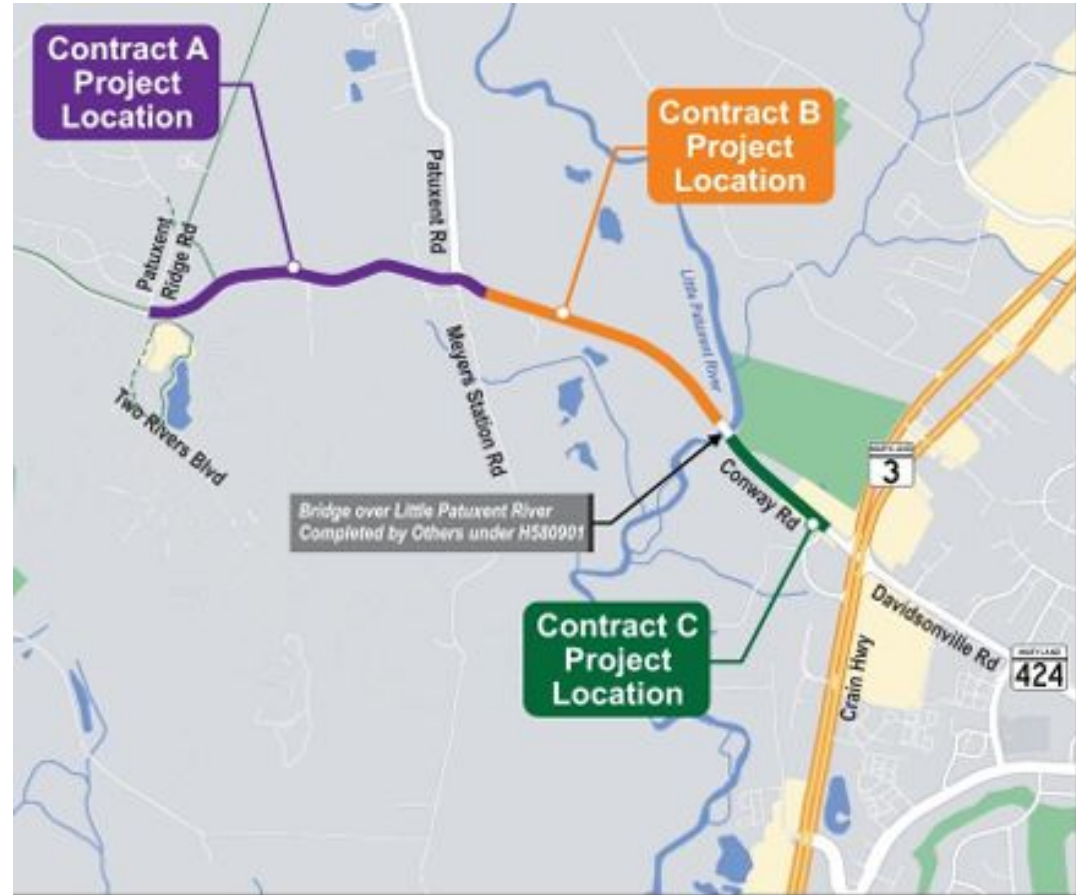 Contract A
Project
Location
Contract B
Project
Location
Patuxent Rd
Patuxent
Ridge Rd
Little Patuxent River
Meyers Station Rd
Two Rivers Blvd
MARYLAND
3
Conway Rd
Bridge over Little Patuxent River
Completed by Others under H580901
Davidsonville Rd
Contract C
Project
Location
Crain Hwy
MARYLAND
424